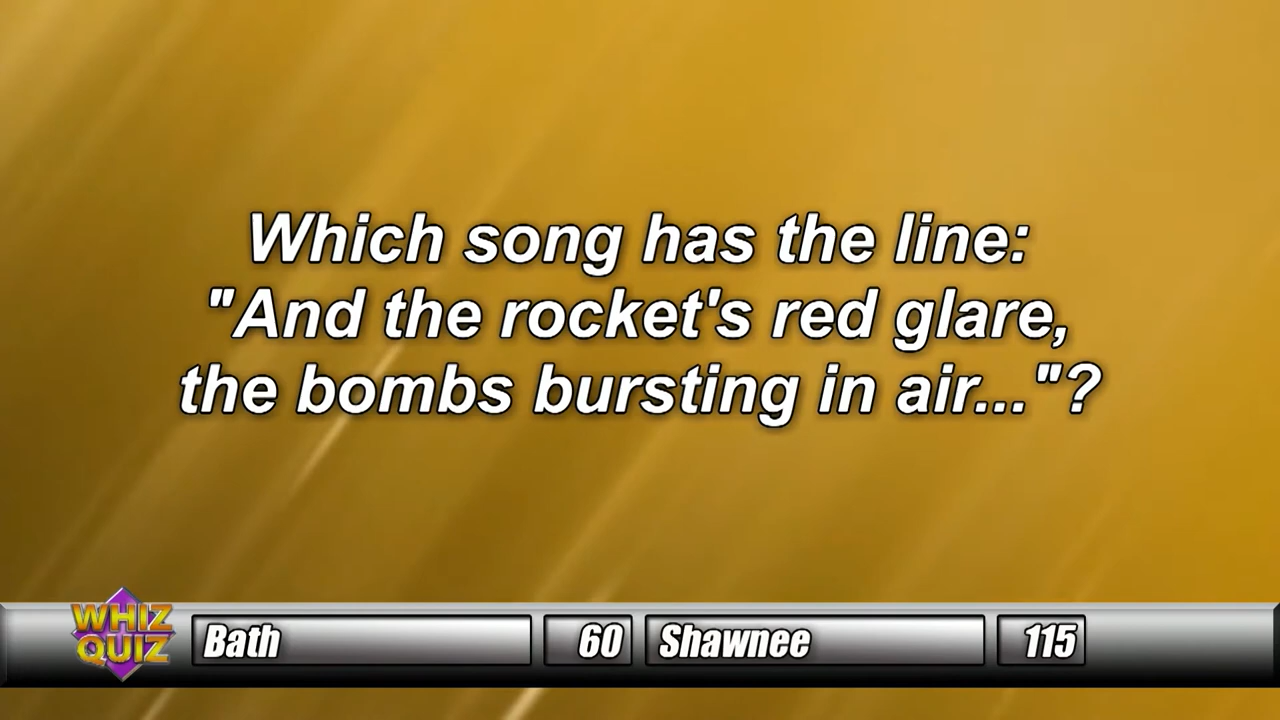 Which song has the line:
"And the rocket's red glare,
the bombs bursting in air..."?
WHIZ
QUIZ
Bath 60 Shawnee 115